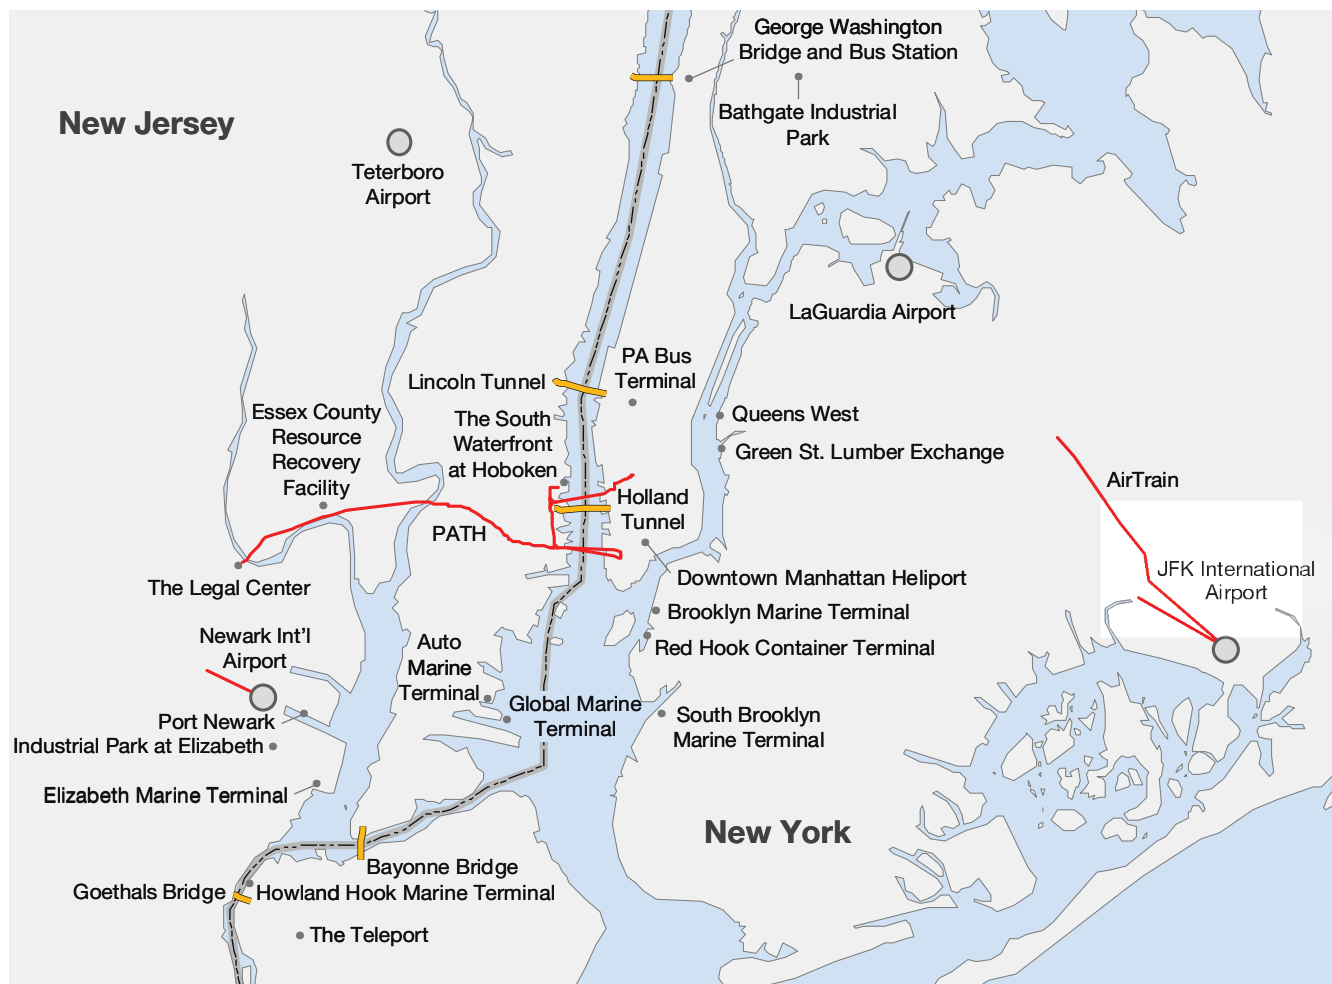 George Washington
Bridge and Bus Station
New Jersey
Bathgate Industrial
Park
Teterboro
Airport
LaGuardia Airport
PA Bus
Terminal
Lincoln Tunnel
Essex County
Resource
Recovery
Facility
The South
Waterfront
at Hoboken
Queens West
Green St. Lumber Exchange
AirTrain
Holland
Tunnel
PATH
JFK International
Airport
The Legal Center
Downtown Manhattan Heliport
Brooklyn Marine Terminal
Newark Int'l
Airport
Auto
Marine
Terminal
Red Hook Container Terminal
Global Marine
Terminal
Port Newark
Industrial Park at Elizabeth
South Brooklyn
Marine Terminal
Elizabeth Marine Terminal
New York
Bayonne Bridge
Goethals Bridge
Howland Hook Marine Terminal
The Teleport